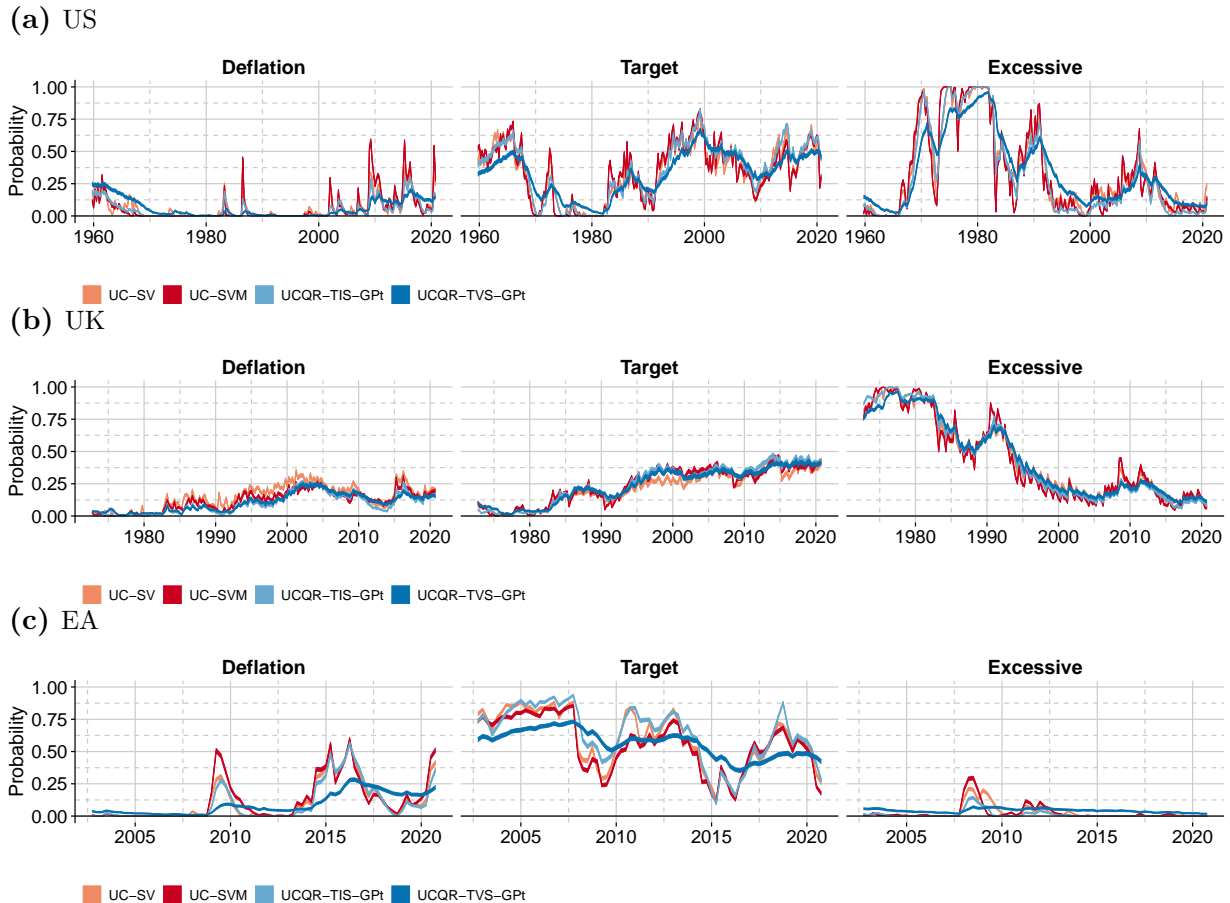 (a) US
Deflation Target Excessive
Probability
1.00
0.75
0.50
0.25
0.00
1960 1980 2000 2020 1960 1980 2000 2020 1960 1980 2000 2020
UC–SV UC–SVM UCQR–TIS–GPt UCQR–TVS–GPt
(b) UK
Deflation Target Excessive
Probability
1.00
0.75
0.50
0.25
0.00
1980 1990 2000 2010 2020 1980 1990 2000 2010 2020 1980 1990 2000 2010 2020
UC–SV UC–SVM UCQR–TIS–GPt UCQR–TVS–GPt
(c) EA
Deflation Target Excessive
Probability
1.00
0.75
0.50
0.25
0.00
2005 2010 2015 2020 2005 2010 2015 2020 2005 2010 2015 2020
UC–SV UC–SVM UCQR–TIS–GPt UCQR–TVS–GPt